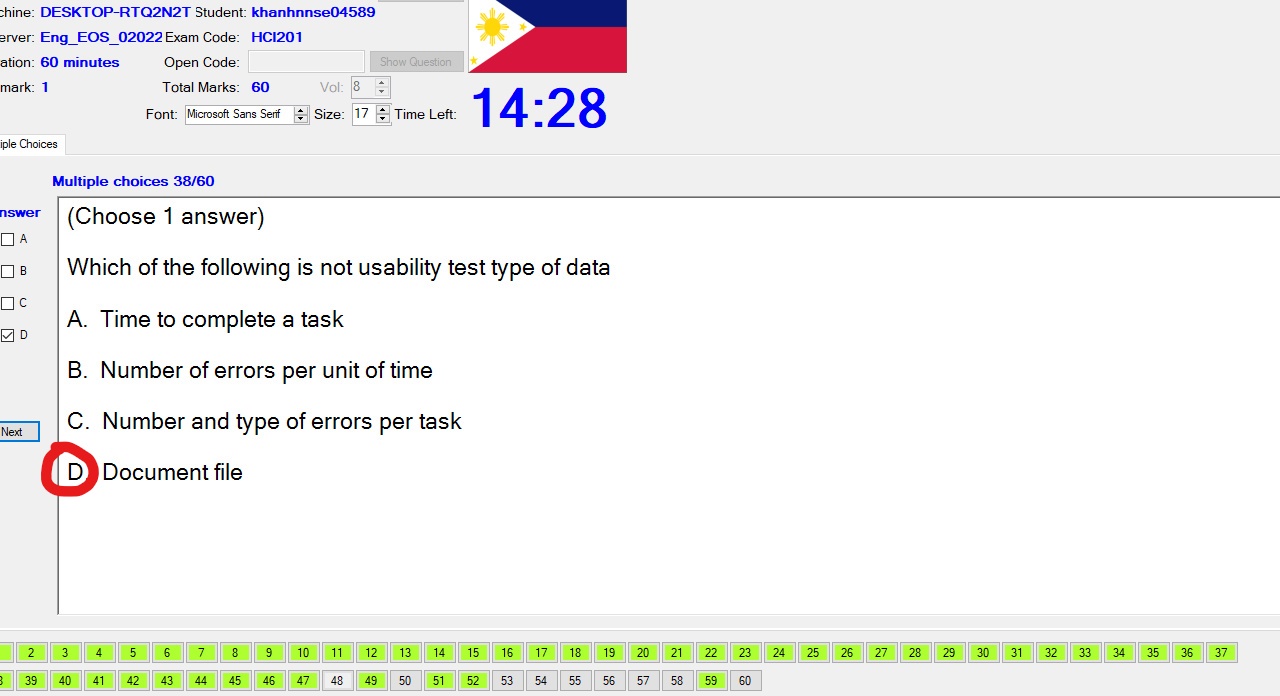 chine: DESKTOP-RTQ2N2T Student: khanhnnse04589
erver: Eng_EOS_02022 Exam Code: HCI201
ation: 60 minutes Open Code: Show Question
mark: 1 Total Marks: 60 Vol: 8
Font: Microsoft Sans Serif Size: 17 Time Left: 14:28
iple Choices
Multiple choices 38/60
nswer
(Choose 1 answer)
A
Which of the following is not usability test type of data
B
C
A. Time to complete a task
D
B. Number of errors per unit of time
C. Number and type of errors per task
Next
D. Document file
2 3 4 5 6 7 8 9 10 11 12 13 14 15 16 17 18 19 20 21 22 23 24 25 26 27 28 29 30 31 32 33 34 35 36 37
39 40 41 42 43 44 45 46 47 48 49 50 51 52 53 54 55 56 57 58 59 60